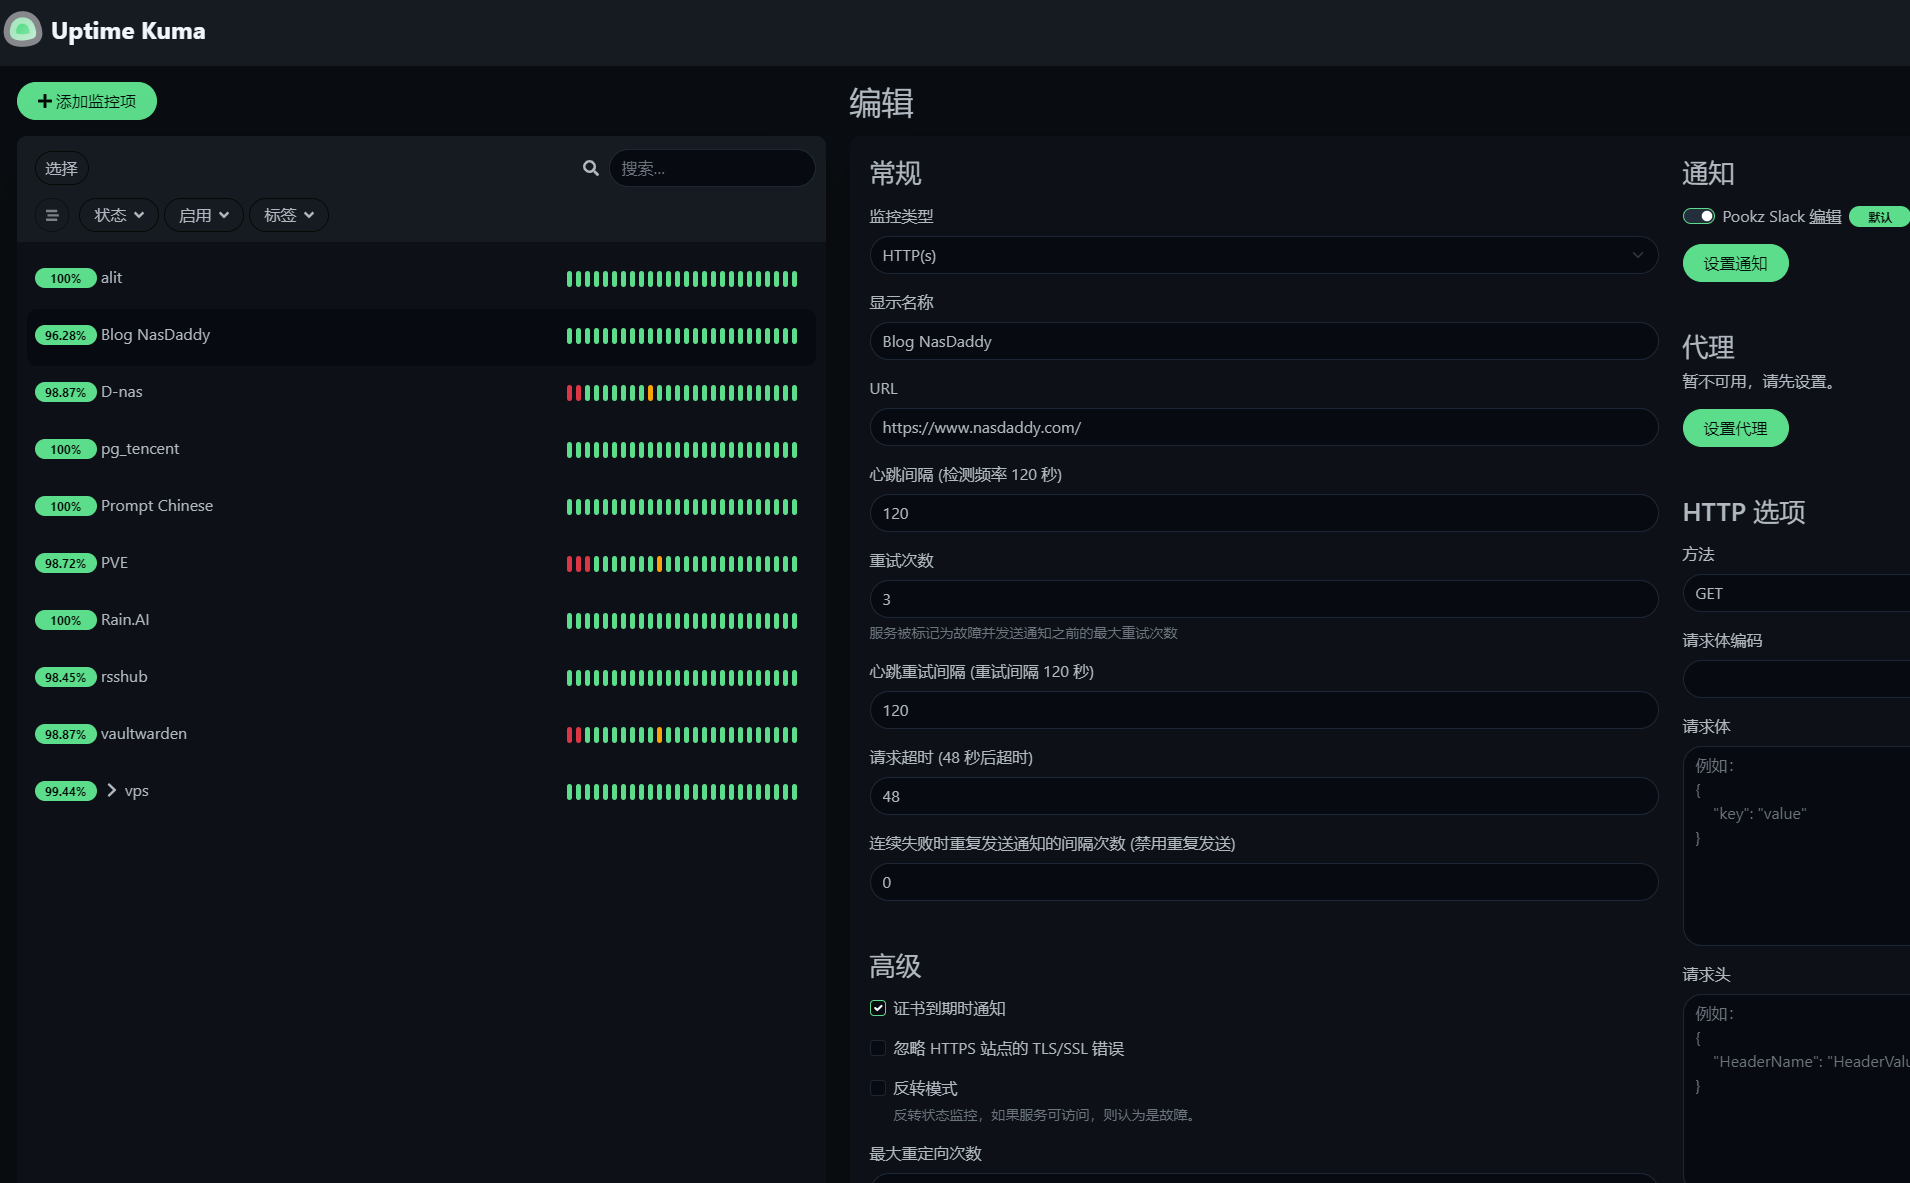 Uptime Kuma
添加监控项
选择
搜索...
状态
启用
标签
100% alit
96.28% Blog NasDaddy
98.87% D-nas
100% pg_tencent
100% Prompt Chinese
98.72% PVE
100% Rain.AI
98.45% rsshub
98.87% vaultwarden
99.44% vps
编辑
常规
监控类型
HTTP(s)
显示名称
Blog NasDaddy
URL
https://www.nasdaddy.com/
心跳间隔 (检测频率 120 秒)
120
重试次数
3
服务被标记为故障并发送通知之前的最大重试次数
心跳重试间隔 (重试间隔 120 秒)
120
请求超时 (48 秒后超时)
48
连续失败时重复发送通知的间隔次数 (禁用重复发送)
0
高级
证书到期时通知
忽略 HTTPS 站点的 TLS/SSL 错误
反转模式
反转状态监控，如果服务可访问，则认为是故障。
最大重定向次数
通知
Pookz Slack 编辑 默认
设置通知
代理
暂不可用，请先设置。
设置代理
HTTP 选项
方法
GET
请求体编码
请求体
例如：
{
"key": "value"
}
请求头
例如：
{
"HeaderName": "HeaderValu
}